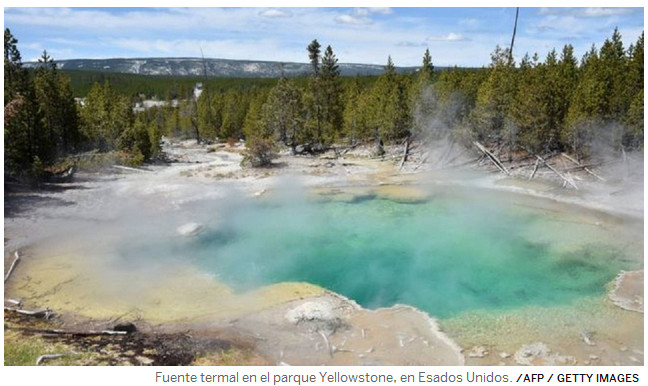 Fuente termal en el parque Yellowstone, en Esados Unidos. /AFP / GETTY IMAGES